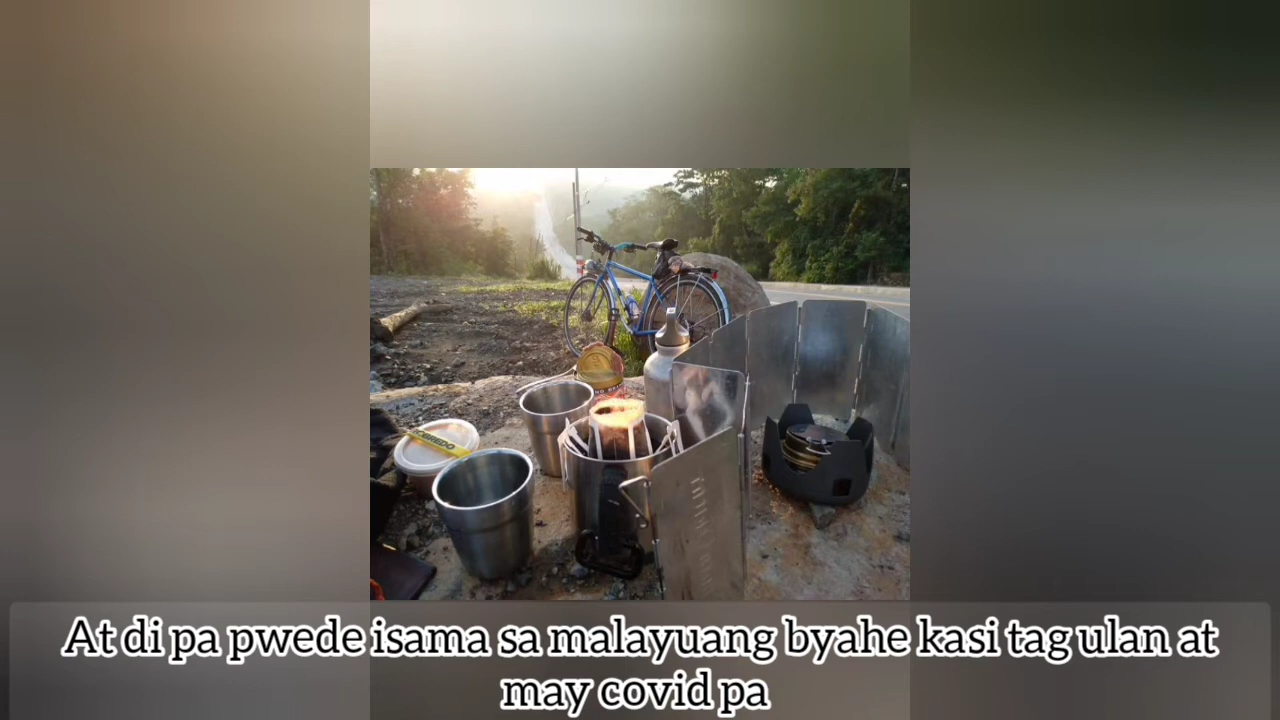 At di pa pwede isama sa malayuang byahe kasi tag ulan at
may covid pa